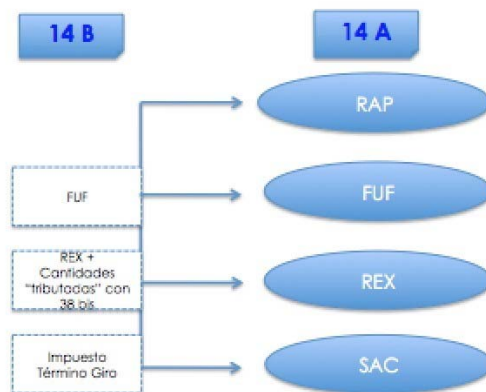 14 B
14 A
RAP
FUF
FUF
REX +
Cantidades
"tributadas" con
38 bis
REX
Impuesto
Término Giro
SAC